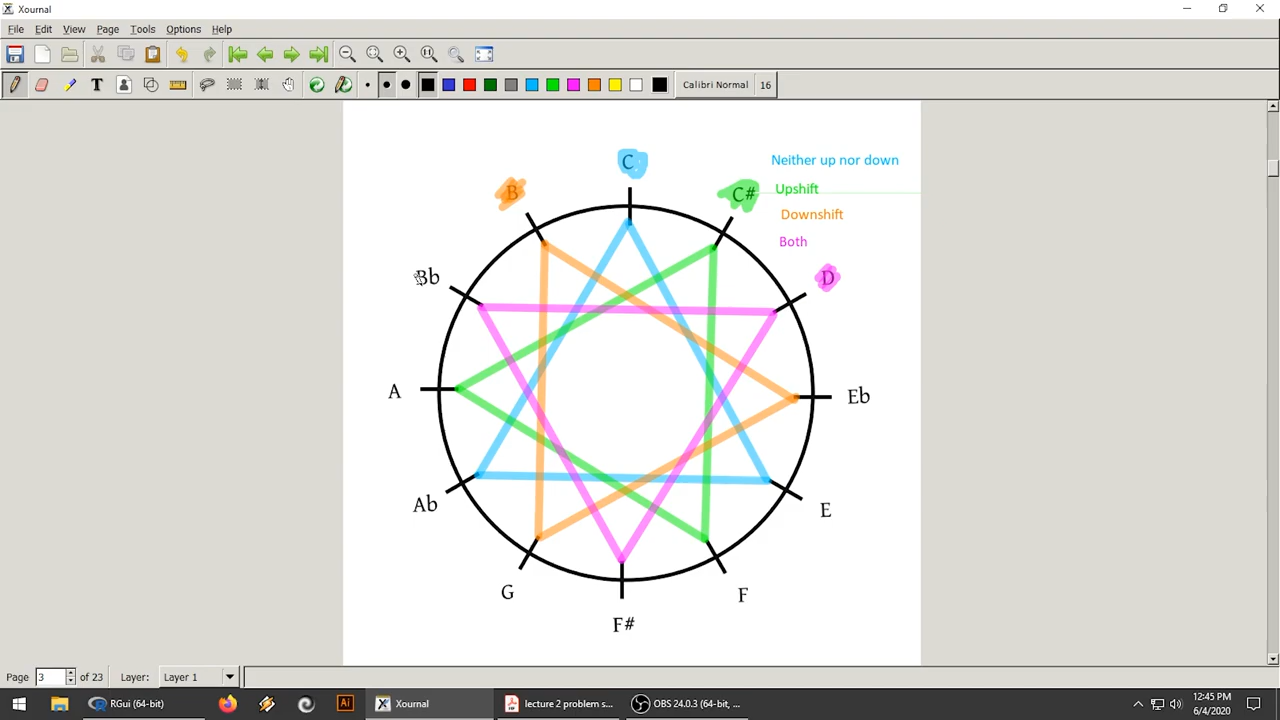 Xournal
File Edit View Page Tools Options Help
Calibri Normal 16
C
Neither up nor down
B
C#
Upshift
Downshift
Both
Bb
D
A
Eb
Ab
E
G
F
F#
Page 3 of 23 Layer: Layer 1
RGui (64-bit)
Ai
Xournal
lecture 2 problem s...
OBS 24.0.3 (64-bit, ...
12:45 PM
6/4/2020